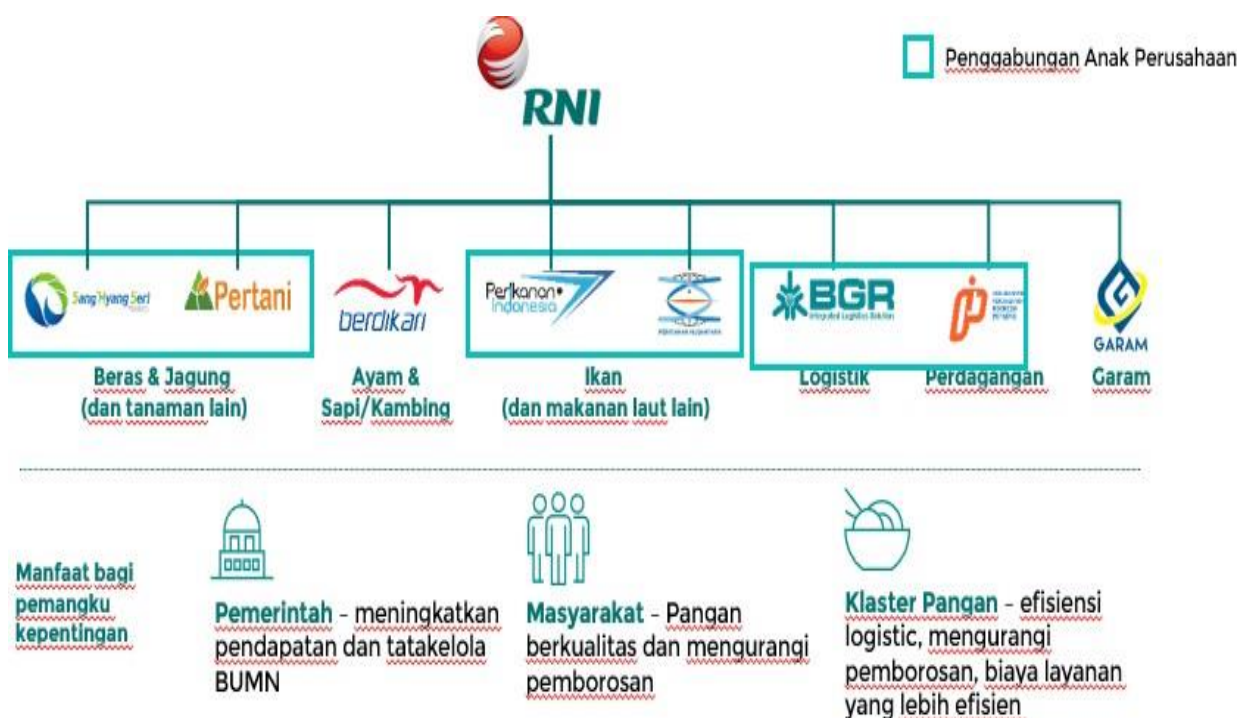 Penggabungan Anak Perusahaan
RNI
Sang Hyang Seri
Pertani
berdikari
Perikanan
Indonesia
PERIKANAN NUSANTARA
BGR
Integrated Logistics Solution
GARAM
Beras & Jagung
(dan tanaman lain)
Ayam &
Sapi/Kambing
Ikan
(dan makanan laut lain)
Logistik
Perdagangan
Garam
Manfaat bagi
pemangku
kepentingan
Pemerintah - meningkatkan
pendapatan dan tatakelola
BUMN
Masyarakat - Pangan
berkualitas dan mengurangi
pemborosan
Klaster Pangan - efisiensi
logistic, mengurangi
pemborosan, biaya layanan
yang lebih efisien